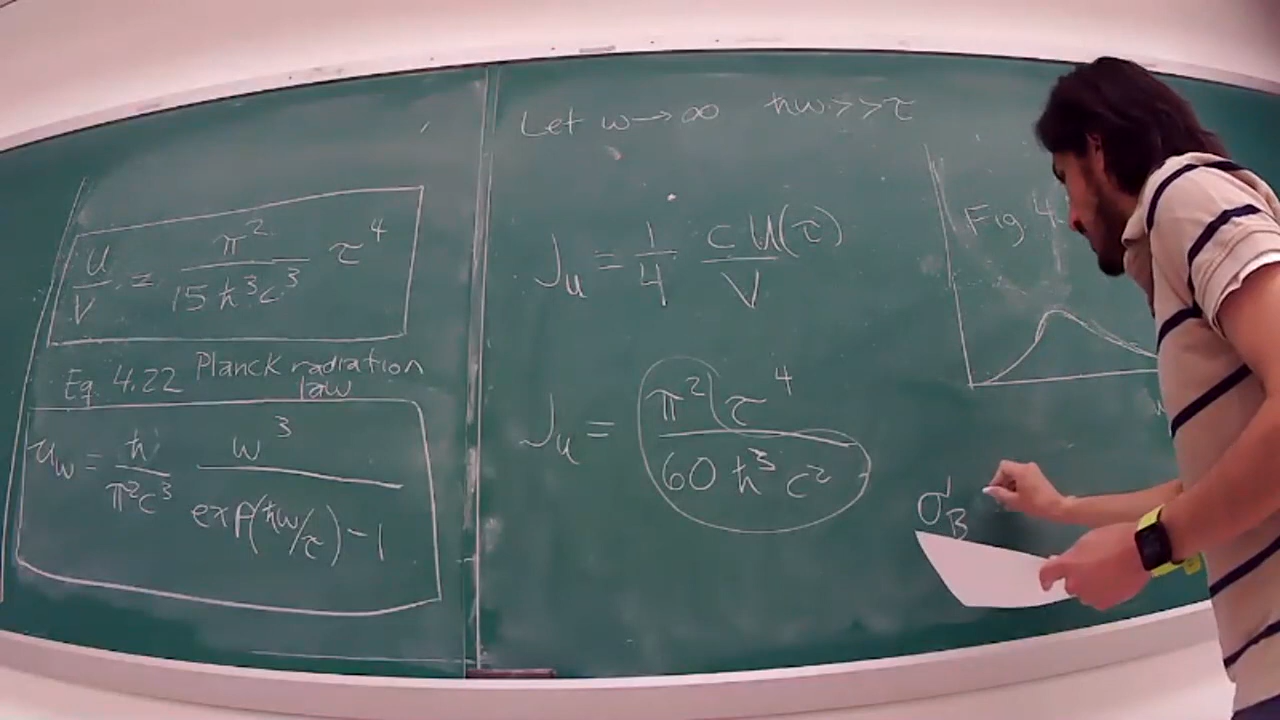 U/V = π²/15ħ³c³ τ⁴
Eq. 4.22 Planck radiation law
u_ω = ħ/π²c³ ω³/exp(ħω/τ)-1
Let ω→∞ ħω>>τ
J_u = 1/4 cU(τ)/V
J_u = π²τ⁴/60ħ³c²
Fig 4.
σ_B